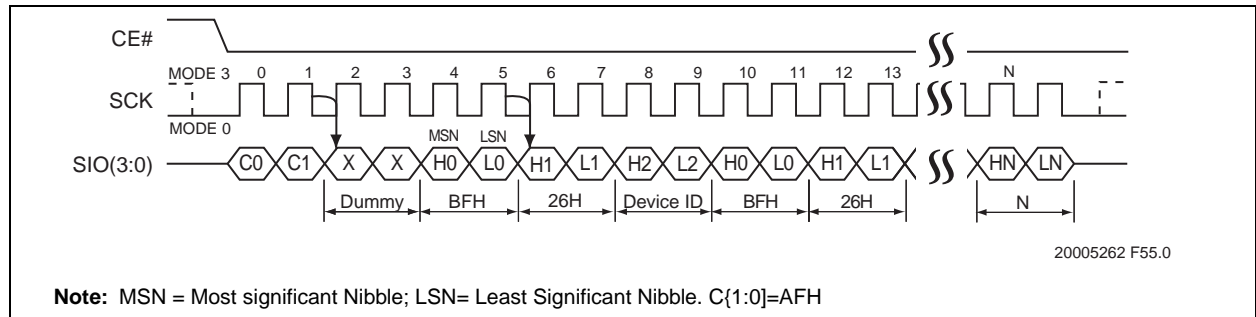 CE#
MODE 3 0 1 2 3 4 5 6 7 8 9 10 11 12 13 N
SCK
MODE 0
MSN LSN
SIO(3:0) C0 C1 X X H0 L0 H1 L1 H2 L2 H0 L0 H1 L1 HN LN
Dummy BFH 26H Device ID BFH 26H N
20005262 F55.0
Note: MSN = Most significant Nibble; LSN= Least Significant Nibble. C{1:0]=AFH